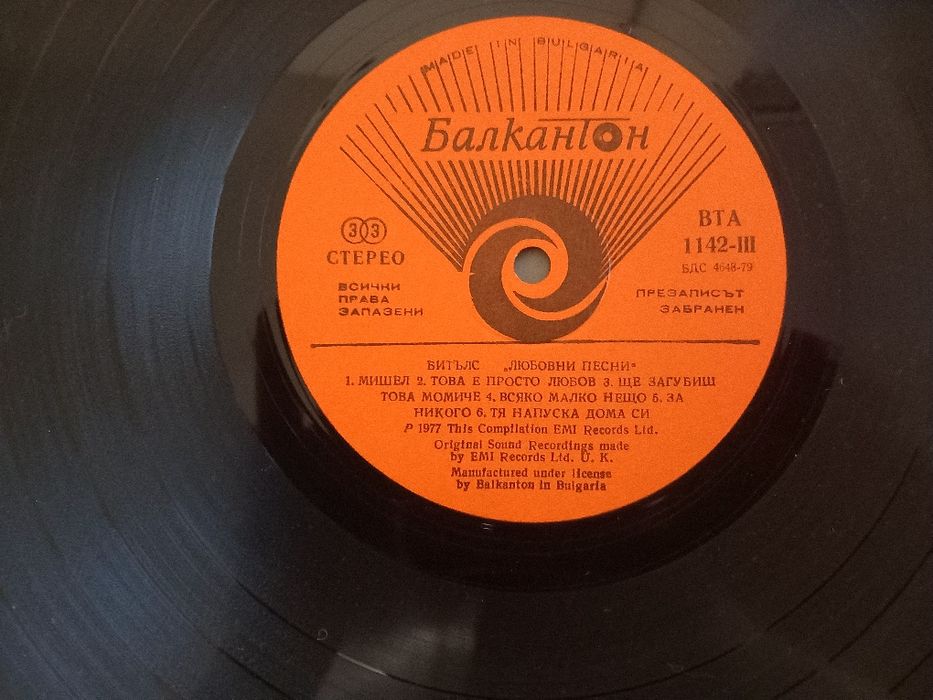 MADE IN BULGARIA
Балкантон
33
СТЕРЕО
ВСИЧКИ
ПРАВА
ЗАПАЗЕНИ
ВТА
1142-III
БДС 4648-79
ПРЕЗАПИСЪТ
ЗАБРАНЕН
БИТЪЛС „ЛЮБОВНИ ПЕСНИ"
1. МИШЕЛ 2. ТОВА Е ПРОСТО ЛЮБОВ 3. ЩЕ ЗАГУБИШ
ТОВА МОМИЧЕ 4. ВСЯКО МАЛКО НЕЩО 5. ЗА
НИКОГО 6. ТЯ НАПУСКА ДОМА СИ
P 1977 This Compilation EMI Records Ltd.
Original Sound Recordings made
by EMI Records Ltd. U. K.
Manufactured under license
by Balkanton in Bulgaria